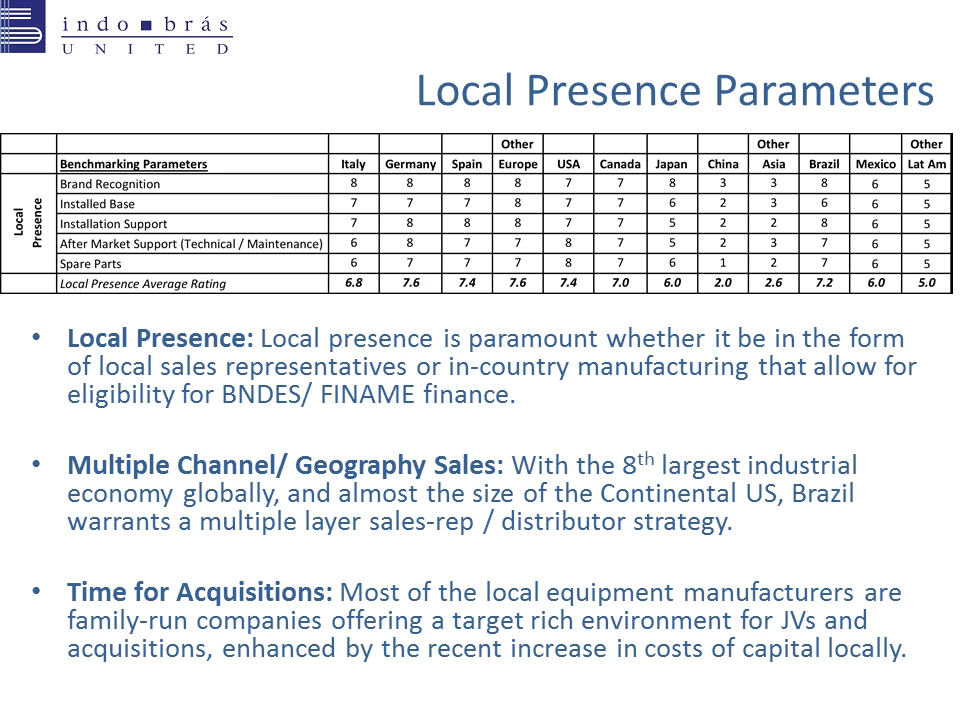 indo brás
UNITED
Local Presence Parameters
Other Other Other
Benchmarking Parameters Italy Germany Spain Europe USA Canada Japan China Asia Brazil Mexico Lat Am
Local Presence
Brand Recognition 8 8 8 8 7 7 8 3 3 8 6 5
Installed Base 7 7 7 8 7 7 6 2 3 6 6 5
Installation Support 7 8 8 8 7 7 5 2 2 8 6 5
After Market Support (Technical / Maintenance) 6 8 7 7 8 7 5 2 3 7 6 5
Spare Parts 6 7 7 7 8 7 6 1 2 7 6 5
Local Presence Average Rating 6.8 7.6 7.4 7.6 7.4 7.0 6.0 2.0 2.6 7.2 6.0 5.0
• Local Presence: Local presence is paramount whether it be in the form
of local sales representatives or in-country manufacturing that allow for
eligibility for BNDES/ FINAME finance.
• Multiple Channel/ Geography Sales: With the 8th largest industrial
economy globally, and almost the size of the Continental US, Brazil
warrants a multiple layer sales-rep / distributor strategy.
• Time for Acquisitions: Most of the local equipment manufacturers are
family-run companies offering a target rich environment for JVs and
acquisitions, enhanced by the recent increase in costs of capital locally.